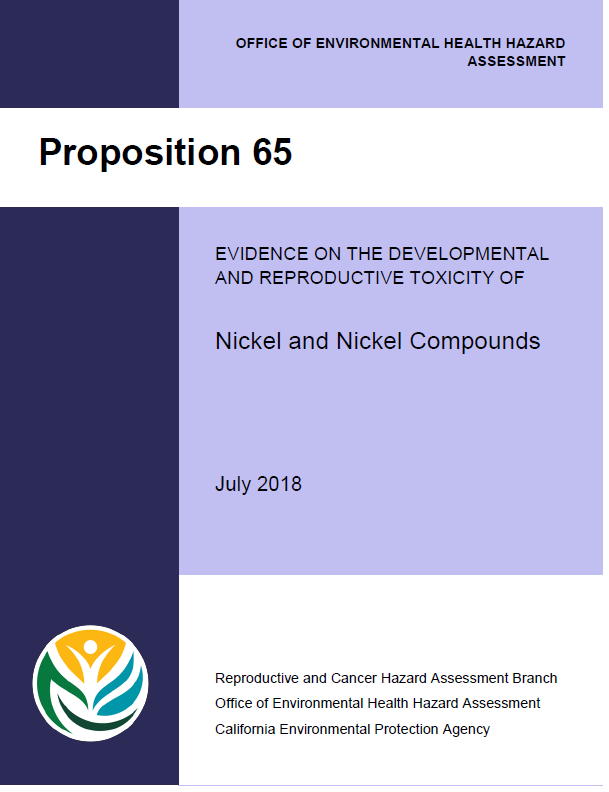 OFFICE OF ENVIRONMENTAL HEALTH HAZARD
ASSESSMENT
Proposition 65
EVIDENCE ON THE DEVELOPMENTAL
AND REPRODUCTIVE TOXICITY OF
Nickel and Nickel Compounds
July 2018
Reproductive and Cancer Hazard Assessment Branch
Office of Environmental Health Hazard Assessment
California Environmental Protection Agency